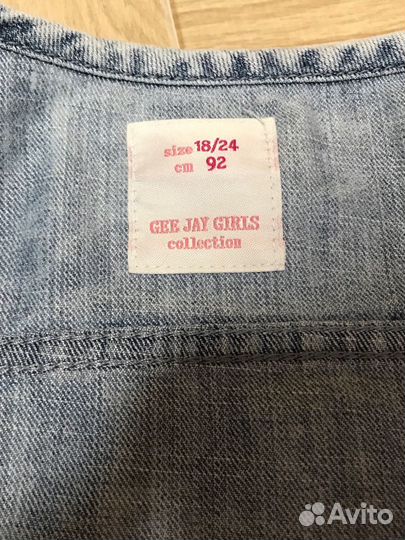 size 18/24
cm 92
GEE JAY GIRLS
collection
Avito